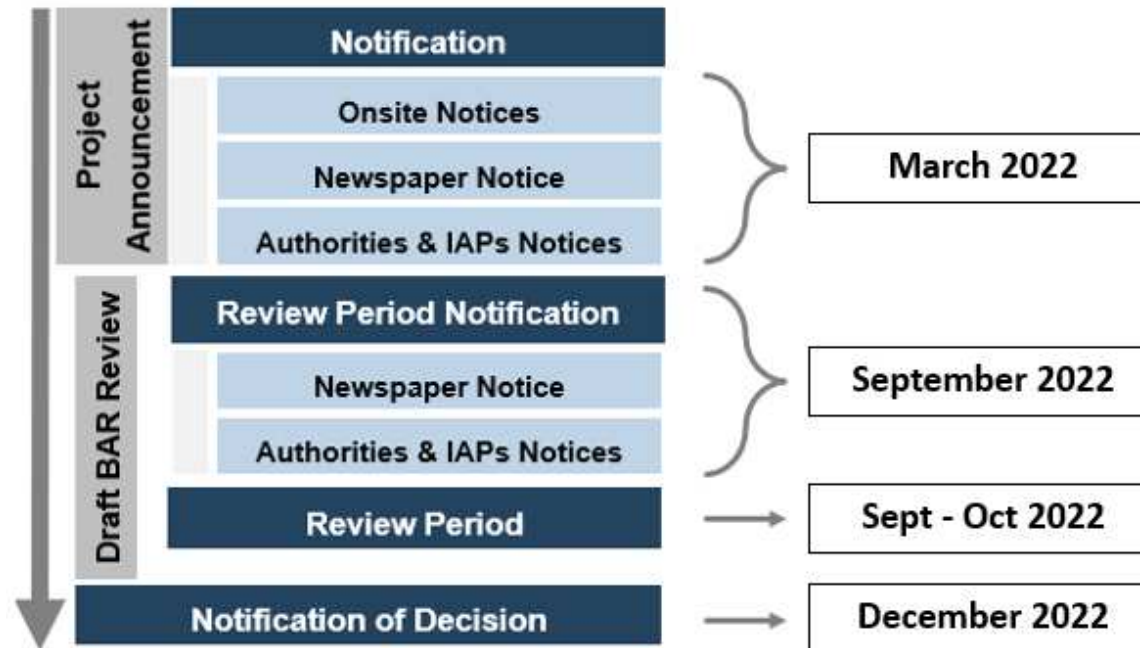 Project
Announcement
Notification
Onsite Notices
Newspaper Notice
Authorities & IAPs Notices
March 2022
Draft BAR Review
Review Period Notification
Newspaper Notice
Authorities & IAPs Notices
September 2022
Review Period
Sept - Oct 2022
Notification of Decision
December 2022